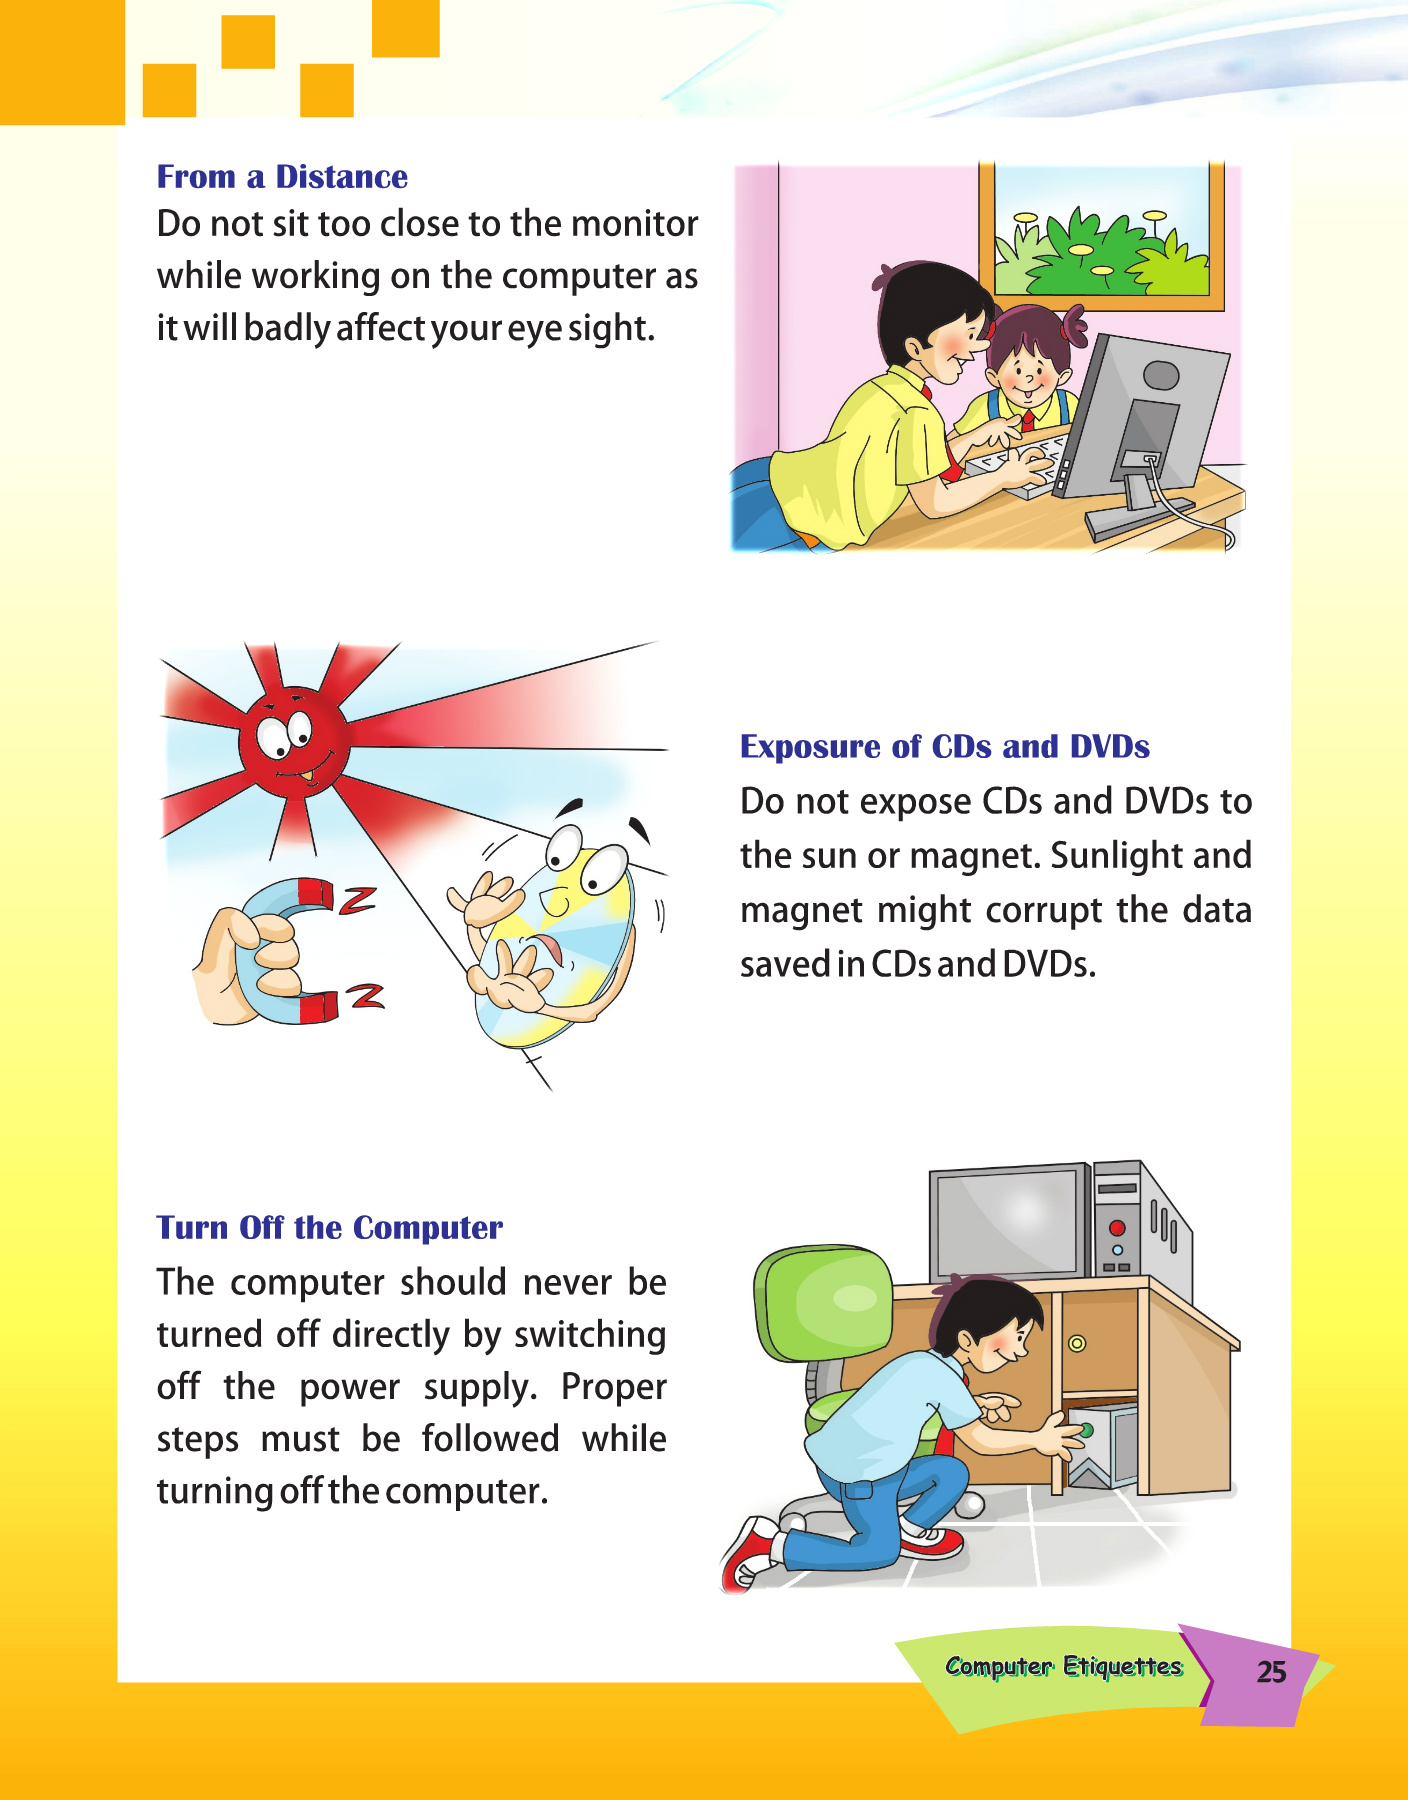 From a Distance
Do not sit too close to the monitor
while working on the computer as
it will badly affect your eye sight.
Exposure of CDs and DVDs
Do not expose CDs and DVDs to
the sun or magnet. Sunlight and
magnet might corrupt the data
saved in CDs and DVDs.
Turn Off the Computer
The computer should never be
turned off directly by switching
off the power supply. Proper
steps must be followed while
turning off the computer.
Computer Etiquettes
25